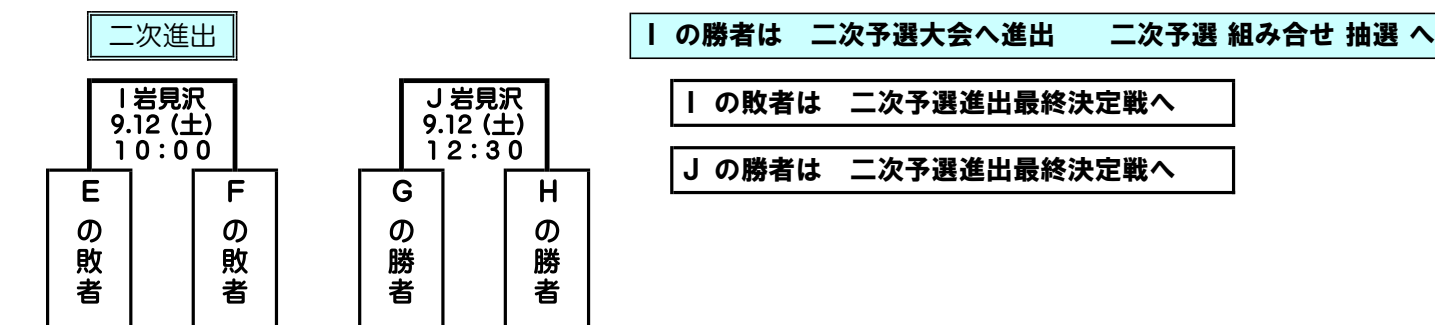 二次進出
Ｉ の勝者は　二次予選大会へ進出　　二次予選 組み合せ 抽選 へ
Ｉ岩見沢
9.12 (土)
１０：００
Ｊ岩見沢
9.12 (土)
１２：３０
Ｉ の敗者は　二次予選進出最終決定戦へ
Ｊ の勝者は　二次予選進出最終決定戦へ
Ｅの敗者
Ｆの敗者
Ｇの勝者
Ｈの勝者